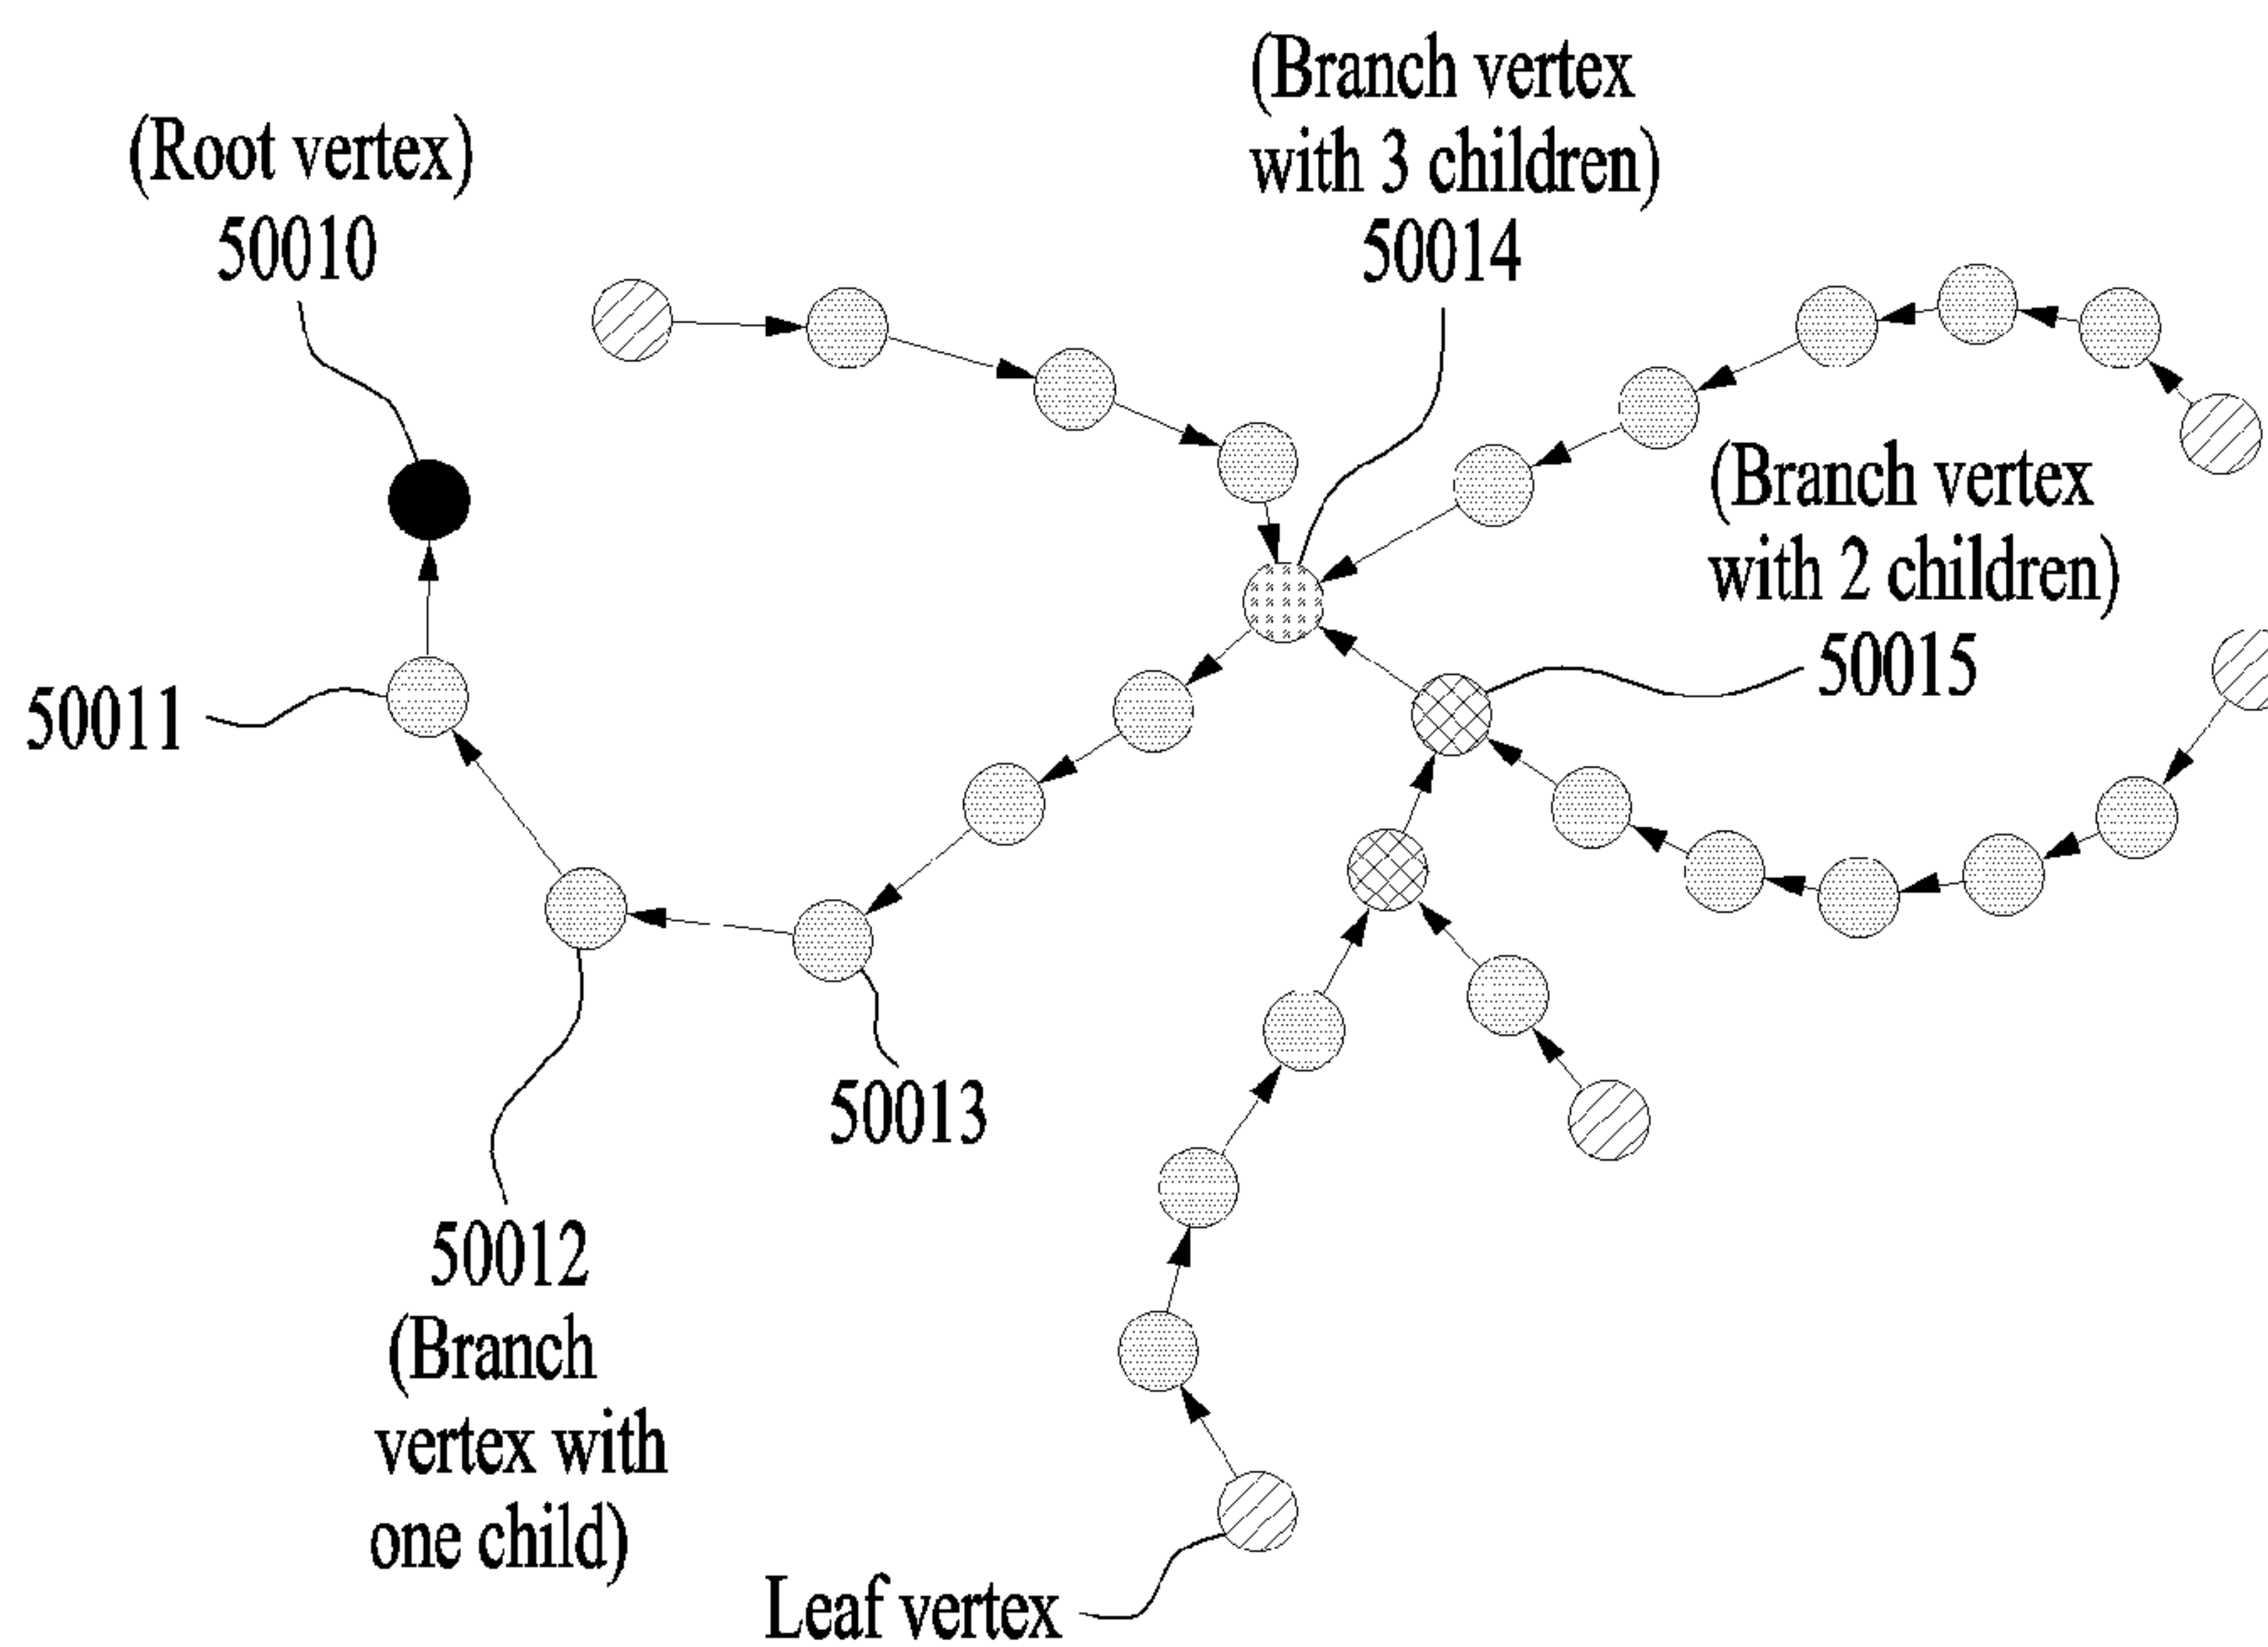 (Root vertex)
50010
(Branch vertex
with 3 children)
50014
(Branch vertex
with 2 children)
50015
50011
50013
50012
(Branch
vertex with
one child)
Leaf vertex